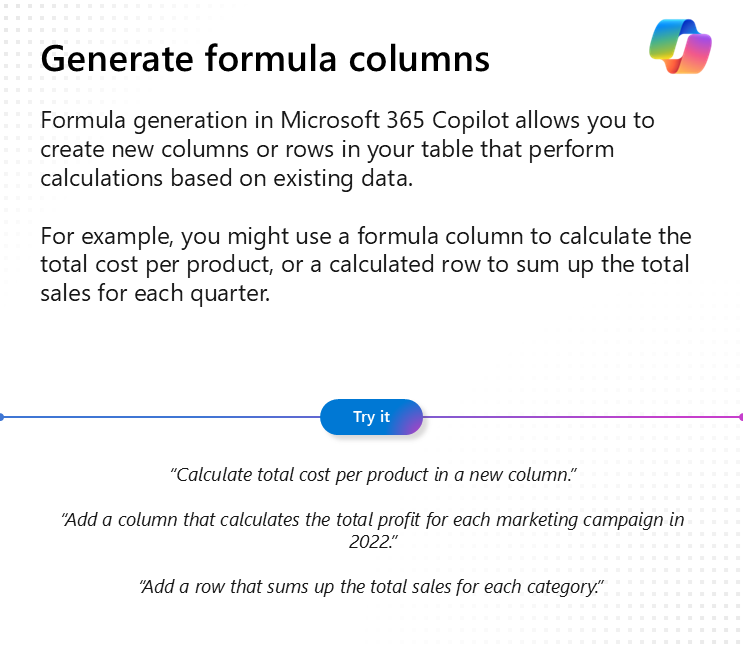 Generate formula columns
Formula generation in Microsoft 365 Copilot allows you to
create new columns or rows in your table that perform
calculations based on existing data.
For example, you might use a formula column to calculate the
total cost per product, or a calculated row to sum up the total
sales for each quarter.
Try it
“Calculate total cost per product in a new column.”
“Add a column that calculates the total profit for each marketing campaign in
2022.”
“Add a row that sums up the total sales for each category.”